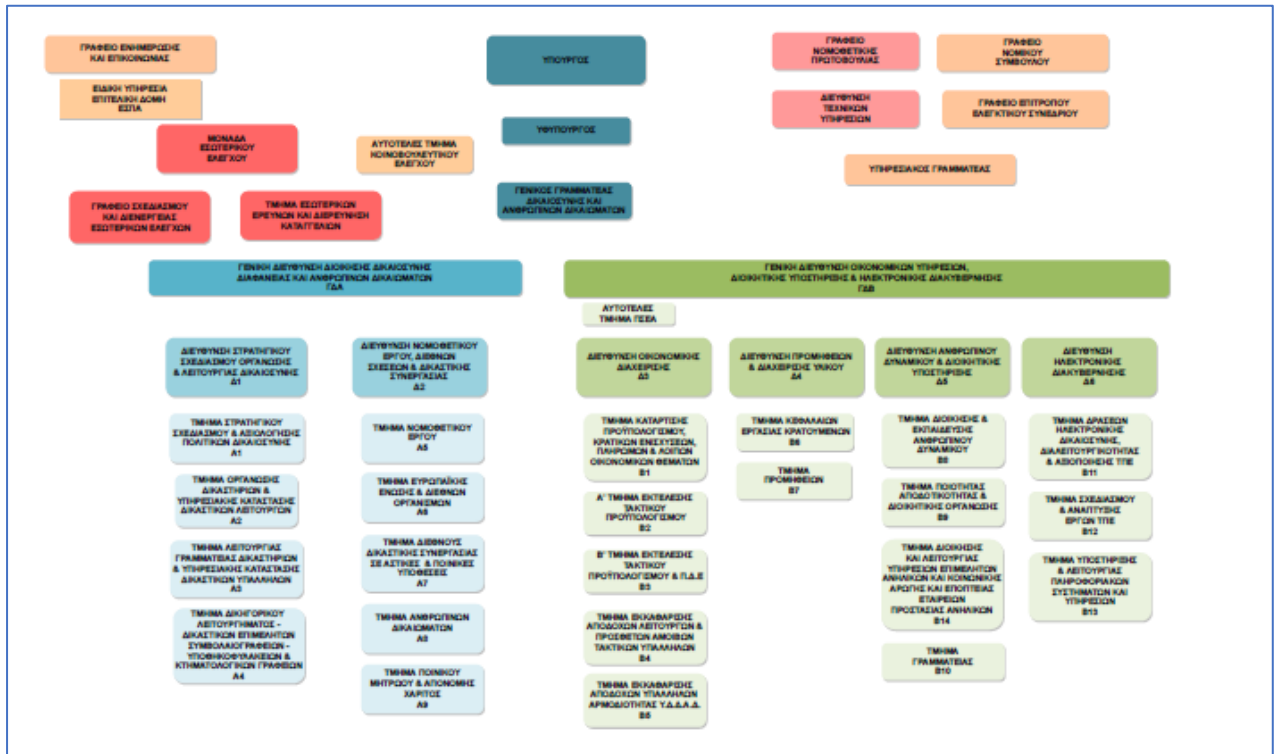 ΓΡΑΦΕΙΟ ΕΝΗΜΕΡΩΣΗΣ
ΚΑΙ ΕΠΙΚΟΙΝΩΝΙΑΣ
ΕΙΔΙΚΗ ΥΠΗΡΕΣΙΑ
ΕΠΙΤΕΛΙΚΗ ΔΟΜΗ
ΕΣΠΑ
ΜΟΝΑΔΑ
ΕΣΩΤΕΡΙΚΟΥ
ΕΛΕΓΧΟΥ
ΑΥΤΟΤΕΛΕΣ ΤΜΗΜΑ
ΚΟΙΝΟΒΟΥΛΕΥΤΙΚΟΥ
ΕΛΕΓΧΟΥ
ΓΡΑΦΕΙΟ ΣΧΕΔΙΑΣΜΟΥ
ΚΑΙ ΔΙΕΝΕΡΓΕΙΑΣ
ΕΣΩΤΕΡΙΚΩΝ ΕΛΕΓΧΩΝ
ΤΜΗΜΑ ΕΣΩΤΕΡΙΚΩΝ
ΕΡΕΥΝΩΝ ΚΑΙ ΔΙΕΡΕΥΝΗΣΗ
ΚΑΤΑΓΓΕΛΙΩΝ
ΥΠΟΥΡΓΟΣ
ΥΦΥΠΟΥΡΓΟΣ
ΓΕΝΙΚΟΣ ΓΡΑΜΜΑΤΕΑΣ
ΔΙΚΑΙΟΣΥΝΗΣ ΚΑΙ
ΑΝΘΡΩΠΙΝΩΝ ΔΙΚΑΙΩΜΑΤΩΝ
ΓΡΑΦΕΙΟ
ΝΟΜΟΘΕΤΙΚΗΣ
ΠΡΩΤΟΒΟΥΛΙΑΣ
ΓΡΑΦΕΙΟ
ΝΟΜΙΚΟΥ
ΣΥΜΒΟΥΛΟΥ
ΔΙΕΥΘΥΝΣΗ
ΤΕΧΝΙΚΩΝ
ΥΠΗΡΕΣΙΩΝ
ΓΡΑΦΕΙΟ ΕΠΙΤΡΟΠΟΥ
ΕΛΕΓΚΤΙΚΟΥ ΣΥΝΕΔΡΙΟΥ
ΥΠΗΡΕΣΙΑΚΟΣ ΓΡΑΜΜΑΤΕΑΣ
ΓΕΝΙΚΗ ΔΙΕΥΘΥΝΣΗ ΔΙΟΙΚΗΣΗΣ ΔΙΚΑΙΟΣΥΝΗΣ
ΔΙΑΦΑΝΕΙΑΣ ΚΑΙ ΑΝΘΡΩΠΙΝΩΝ ΔΙΚΑΙΩΜΑΤΩΝ
ΓΔΑ
ΔΙΕΥΘΥΝΣΗ ΣΤΡΑΤΗΓΙΚΟΥ
ΣΧΕΔΙΑΣΜΟΥ ΟΡΓΑΝΩΣΗΣ
& ΛΕΙΤΟΥΡΓΙΑΣ ΔΙΚΑΙΟΣΥΝΗΣ
Δ1
ΤΜΗΜΑ ΣΤΡΑΤΗΓΙΚΟΥ
ΣΧΕΔΙΑΣΜΟΥ & ΑΞΙΟΛΟΓΗΣΗΣ
ΠΟΛΙΤΙΚΩΝ ΔΙΚΑΙΟΣΥΝΗΣ
Α1
ΤΜΗΜΑ ΟΡΓΑΝΩΣΗΣ
ΔΙΚΑΣΤΗΡΙΩΝ &
ΥΠΗΡΕΣΙΑΚΗΣ ΚΑΤΑΣΤΑΣΗΣ
ΔΙΚΑΣΤΙΚΩΝ ΛΕΙΤΟΥΡΓΩΝ
Α2
ΤΜΗΜΑ ΛΕΙΤΟΥΡΓΙΑΣ
ΓΡΑΜΜΑΤΕΙΑΣ ΔΙΚΑΣΤΗΡΙΩΝ
& ΥΠΗΡΕΣΙΑΚΗΣ ΚΑΤΑΣΤΑΣΗΣ
ΔΙΚΑΣΤΙΚΩΝ ΥΠΑΛΛΗΛΩΝ
Α3
ΤΜΗΜΑ ΔΙΚΗΓΟΡΙΚΟΥ
ΛΕΙΤΟΥΡΓΗΜΑΤΟΣ -
ΔΙΚΑΣΤΙΚΩΝ ΕΠΙΜΕΛΗΤΩΝ
ΣΥΜΒΟΛΑΙΟΓΡΑΦΕΙΩΝ -
ΥΠΟΘΗΚΟΦΥΛΑΚΕΙΩΝ &
ΚΤΗΜΑΤΟΛΟΓΙΚΩΝ ΓΡΑΦΕΙΩΝ
Α4
ΔΙΕΥΘΥΝΣΗ ΝΟΜΟΘΕΤΙΚΟΥ
ΕΡΓΟΥ, ΔΙΕΘΝΩΝ
ΣΧΕΣΕΩΝ & ΔΙΚΑΣΤΙΚΗΣ
ΣΥΝΕΡΓΑΣΙΑΣ
Δ2
ΤΜΗΜΑ ΝΟΜΟΘΕΤΙΚΟΥ
ΕΡΓΟΥ
Α5
ΤΜΗΜΑ ΕΥΡΩΠΑΪΚΗΣ
ΕΝΩΣΗΣ & ΔΙΕΘΝΩΝ
ΟΡΓΑΝΙΣΜΩΝ
Α6
ΤΜΗΜΑ ΔΙΕΘΝΟΥΣ
ΔΙΚΑΣΤΙΚΗΣ ΣΥΝΕΡΓΑΣΙΑΣ
ΣΕ ΑΣΤΙΚΕΣ & ΠΟΙΝΙΚΕΣ
ΥΠΟΘΕΣΕΙΣ
Α7
ΤΜΗΜΑ ΑΝΘΡΩΠΙΝΩΝ
ΔΙΚΑΙΩΜΑΤΩΝ
Α8
ΤΜΗΜΑ ΠΟΙΝΙΚΟΥ
ΜΗΤΡΩΟΥ & ΑΠΟΝΟΜΗΣ
ΧΑΡΙΤΟΣ
Α9
ΓΕΝΙΚΗ ΔΙΕΥΘΥΝΣΗ ΟΙΚΟΝΟΜΙΚΩΝ ΥΠΗΡΕΣΙΩΝ,
ΔΙΟΙΚΗΤΙΚΗΣ ΥΠΟΣΤΗΡΙΞΗΣ & ΗΛΕΚΤΡΟΝΙΚΗΣ ΔΙΑΚΥΒΕΡΝΗΣΗΣ
ΓΔΒ
ΑΥΤΟΤΕΛΕΣ
ΤΜΗΜΑ ΠΣΕΑ
ΔΙΕΥΘΥΝΣΗ ΟΙΚΟΝΟΜΙΚΗΣ
ΔΙΑΧΕΙΡΙΣΗΣ
Δ3
ΤΜΗΜΑ ΚΑΤΑΡΤΙΣΗΣ
ΠΡΟΫΠΟΛΟΓΙΣΜΟΥ,
ΚΡΑΤΙΚΩΝ ΕΝΙΣΧΥΣΕΩΝ,
ΠΛΗΡΩΜΩΝ & ΛΟΙΠΩΝ
ΟΙΚΟΝΟΜΙΚΩΝ ΘΕΜΑΤΩΝ
Β1
Α' ΤΜΗΜΑ ΕΚΤΕΛΕΣΗΣ
ΤΑΚΤΙΚΟΥ
ΠΡΟΫΠΟΛΟΓΙΣΜΟΥ
Β2
Β' ΤΜΗΜΑ ΕΚΤΕΛΕΣΗΣ
ΤΑΚΤΙΚΟΥ
ΠΡΟΫΠΟΛΟΓΙΣΜΟΥ & Π.Δ.Ε
Β3
ΤΜΗΜΑ ΕΚΚΑΘΑΡΙΣΗΣ
ΑΠΟΔΟΧΩΝ ΛΕΙΤΟΥΡΓΩΝ &
ΠΡΟΣΘΕΤΩΝ ΑΜΟΙΒΩΝ
ΤΑΚΤΙΚΩΝ ΥΠΑΛΛΗΛΩΝ
Β4
ΤΜΗΜΑ ΕΚΚΑΘΑΡΙΣΗΣ
ΑΠΟΔΟΧΩΝ ΥΠΑΛΛΗΛΩΝ
ΑΡΜΟΔΙΟΤΗΤΑΣ Υ.Δ.Δ.Α.Δ.
Β5
ΔΙΕΥΘΥΝΣΗ ΠΡΟΜΗΘΕΙΩΝ
& ΔΙΑΧΕΙΡΙΣΗΣ ΥΛΙΚΟΥ
Δ4
ΤΜΗΜΑ ΚΕΦΑΛΑΙΩΝ
ΕΡΓΑΣΙΑΣ ΚΡΑΤΟΥΜΕΝΩΝ
Β6
ΤΜΗΜΑ
ΠΡΟΜΗΘΕΙΩΝ
Β7
ΔΙΕΥΘΥΝΣΗ ΑΝΘΡΩΠΙΝΟΥ
ΔΥΝΑΜΙΚΟΥ & ΔΙΟΙΚΗΤΙΚΗΣ
ΥΠΟΣΤΗΡΙΞΗΣ
Δ5
ΤΜΗΜΑ ΔΙΟΙΚΗΣΗΣ &
ΕΚΠΑΙΔΕΥΣΗΣ
ΑΝΘΡΩΠΙΝΟΥ
ΔΥΝΑΜΙΚΟΥ
Β8
ΤΜΗΜΑ ΠΟΙΟΤΗΤΑΣ
ΑΠΟΔΟΤΙΚΟΤΗΤΑΣ &
ΔΙΟΙΚΗΤΙΚΗΣ ΟΡΓΑΝΩΣΗΣ
Β9
ΤΜΗΜΑ ΔΙΟΙΚΗΣΗΣ
ΚΑΙ ΛΕΙΤΟΥΡΓΙΑΣ
ΥΠΗΡΕΣΙΩΝ ΕΠΙΜΕΛΗΤΩΝ
ΑΝΗΛΙΚΩΝ ΚΑΙ ΚΟΙΝΩΝΙΚΗΣ
ΑΡΩΓΗΣ ΚΑΙ ΕΠΟΠΤΕΙΑΣ
ΕΤΑΙΡΕΙΩΝ
ΠΡΟΣΤΑΣΙΑΣ ΑΝΗΛΙΚΩΝ
Β14
ΤΜΗΜΑ
ΓΡΑΜΜΑΤΕΙΑΣ
Β10
ΔΙΕΥΘΥΝΣΗ
ΗΛΕΚΤΡΟΝΙΚΗΣ
ΔΙΑΚΥΒΕΡΝΗΣΗΣ
Δ6
ΤΜΗΜΑ ΔΡΑΣΕΩΝ
ΗΛΕΚΤΡΟΝΙΚΗΣ
ΔΙΚΑΙΟΣΥΝΗΣ,
ΔΙΑΛΕΙΤΟΥΡΓΙΚΟΤΗΤΑΣ
& ΑΞΙΟΠΟΙΗΣΗΣ ΤΠΕ
Β11
ΤΜΗΜΑ ΣΧΕΔΙΑΣΜΟΥ
& ΑΝΑΠΤΥΞΗΣ
ΕΡΓΩΝ ΤΠΕ
Β12
ΤΜΗΜΑ ΥΠΟΣΤΗΡΙΞΗΣ
& ΛΕΙΤΟΥΡΓΙΑΣ
ΠΛΗΡΟΦΟΡΙΑΚΩΝ
ΣΥΣΤΗΜΑΤΩΝ ΚΑΙ
ΥΠΗΡΕΣΙΩΝ
Β13